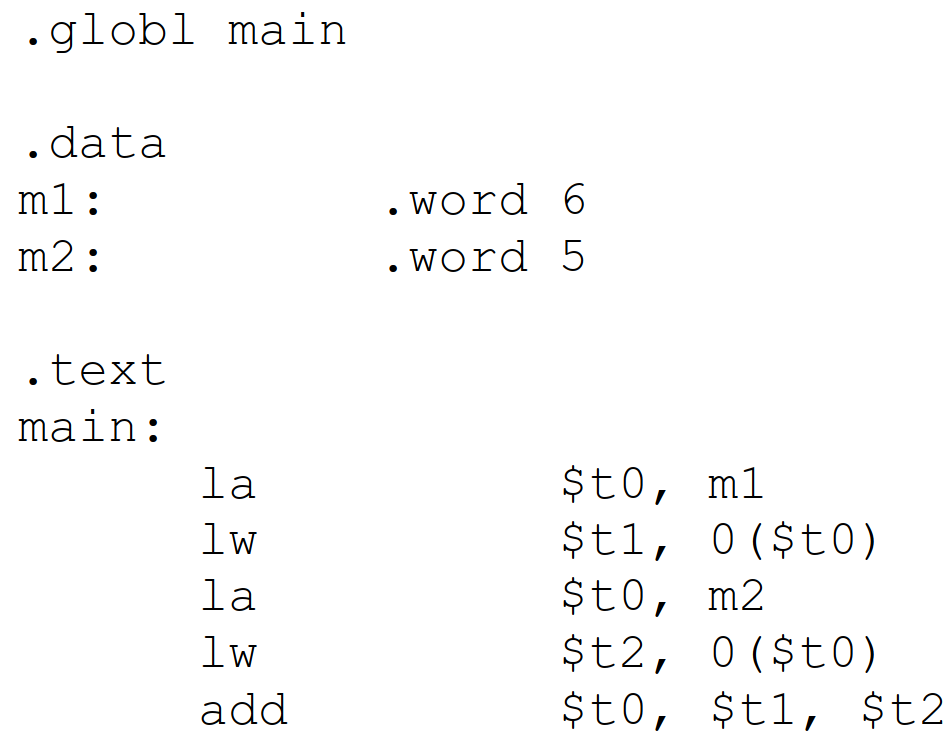 .globl main
.data
m1: .word 6
m2: .word 5
.text
main:
la $t0, m1
lw $t1, 0($t0)
la $t0, m2
lw $t2, 0($t0)
add $t0, $t1, $t2